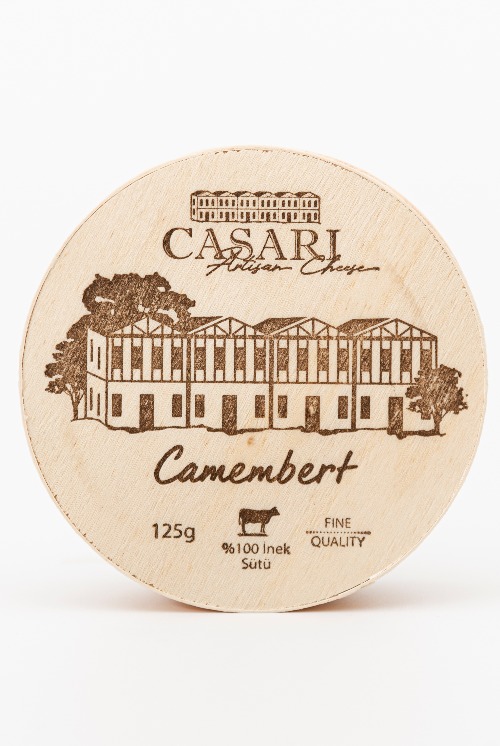 CASARI
Artisan Cheese
Camembert
125g
%100 İnek
Sütü
FINE
QUALITY